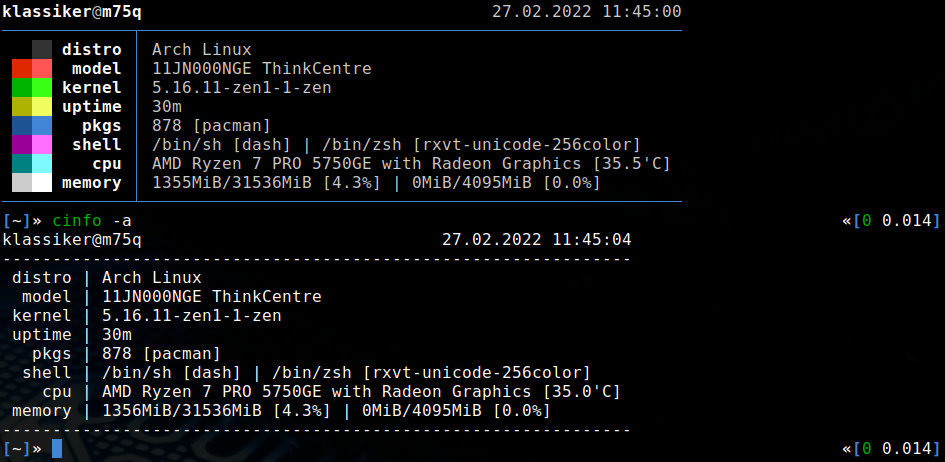 klassiker@m75q 27.02.2022 11:45:00
distro Arch Linux
model 11JN000NGE ThinkCentre
kernel 5.16.11-zen1-1-zen
uptime 30m
pkgs 878 [pacman]
shell /bin/sh [dash] | /bin/zsh [rxvt-unicode-256color]
cpu AMD Ryzen 7 PRO 5750GE with Radeon Graphics [35.5'C]
memory 1355MiB/31536MiB [4.3%] | 0MiB/4095MiB [0.0%]
[~]» cinfo -a «[0 0.014]
klassiker@m75q 27.02.2022 11:45:04
---------------------------------------------------------------
distro | Arch Linux
model | 11JN000NGE ThinkCentre
kernel | 5.16.11-zen1-1-zen
uptime | 30m
pkgs | 878 [pacman]
shell | /bin/sh [dash] | /bin/zsh [rxvt-unicode-256color]
cpu | AMD Ryzen 7 PRO 5750GE with Radeon Graphics [35.0'C]
memory | 1356MiB/31536MiB [4.3%] | 0MiB/4095MiB [0.0%]
---------------------------------------------------------------
[~]» «[0 0.014]